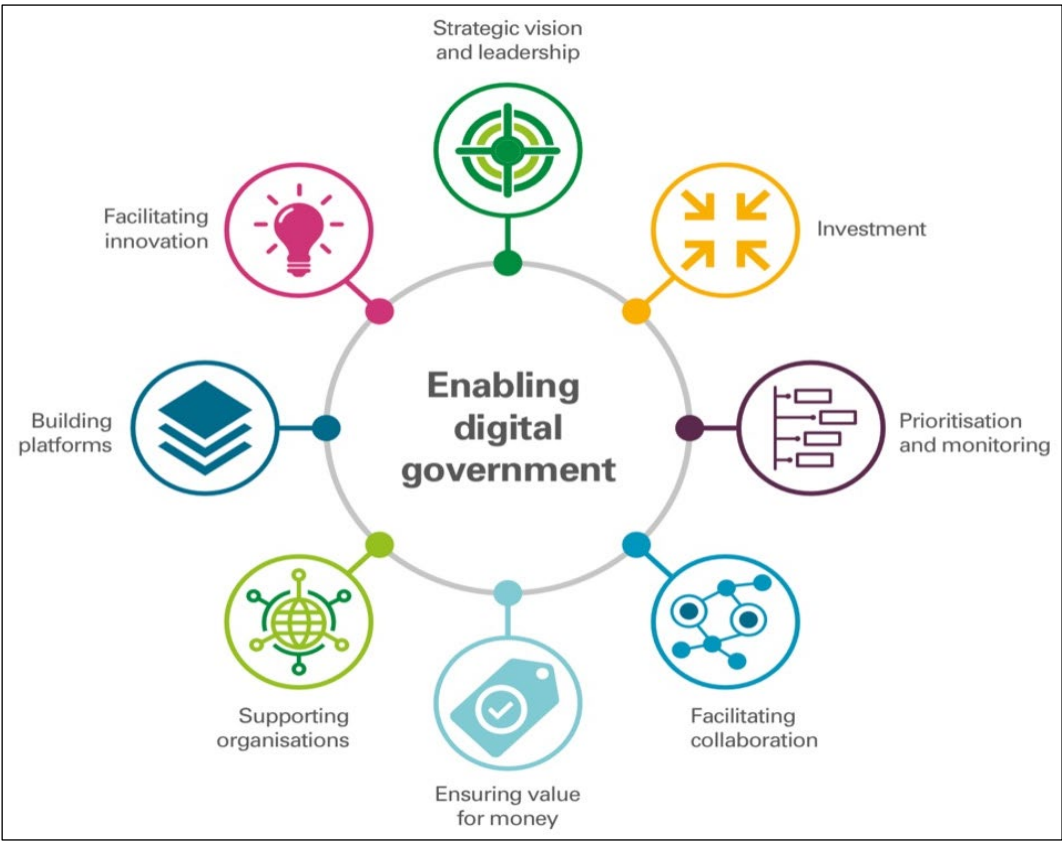 Strategic vision
and leadership
Investment
Prioritisation
and monitoring
Facilitating
collaboration
Ensuring value
for money
Supporting
organisations
Building
platforms
Facilitating
innovation
Enabling
digital
government